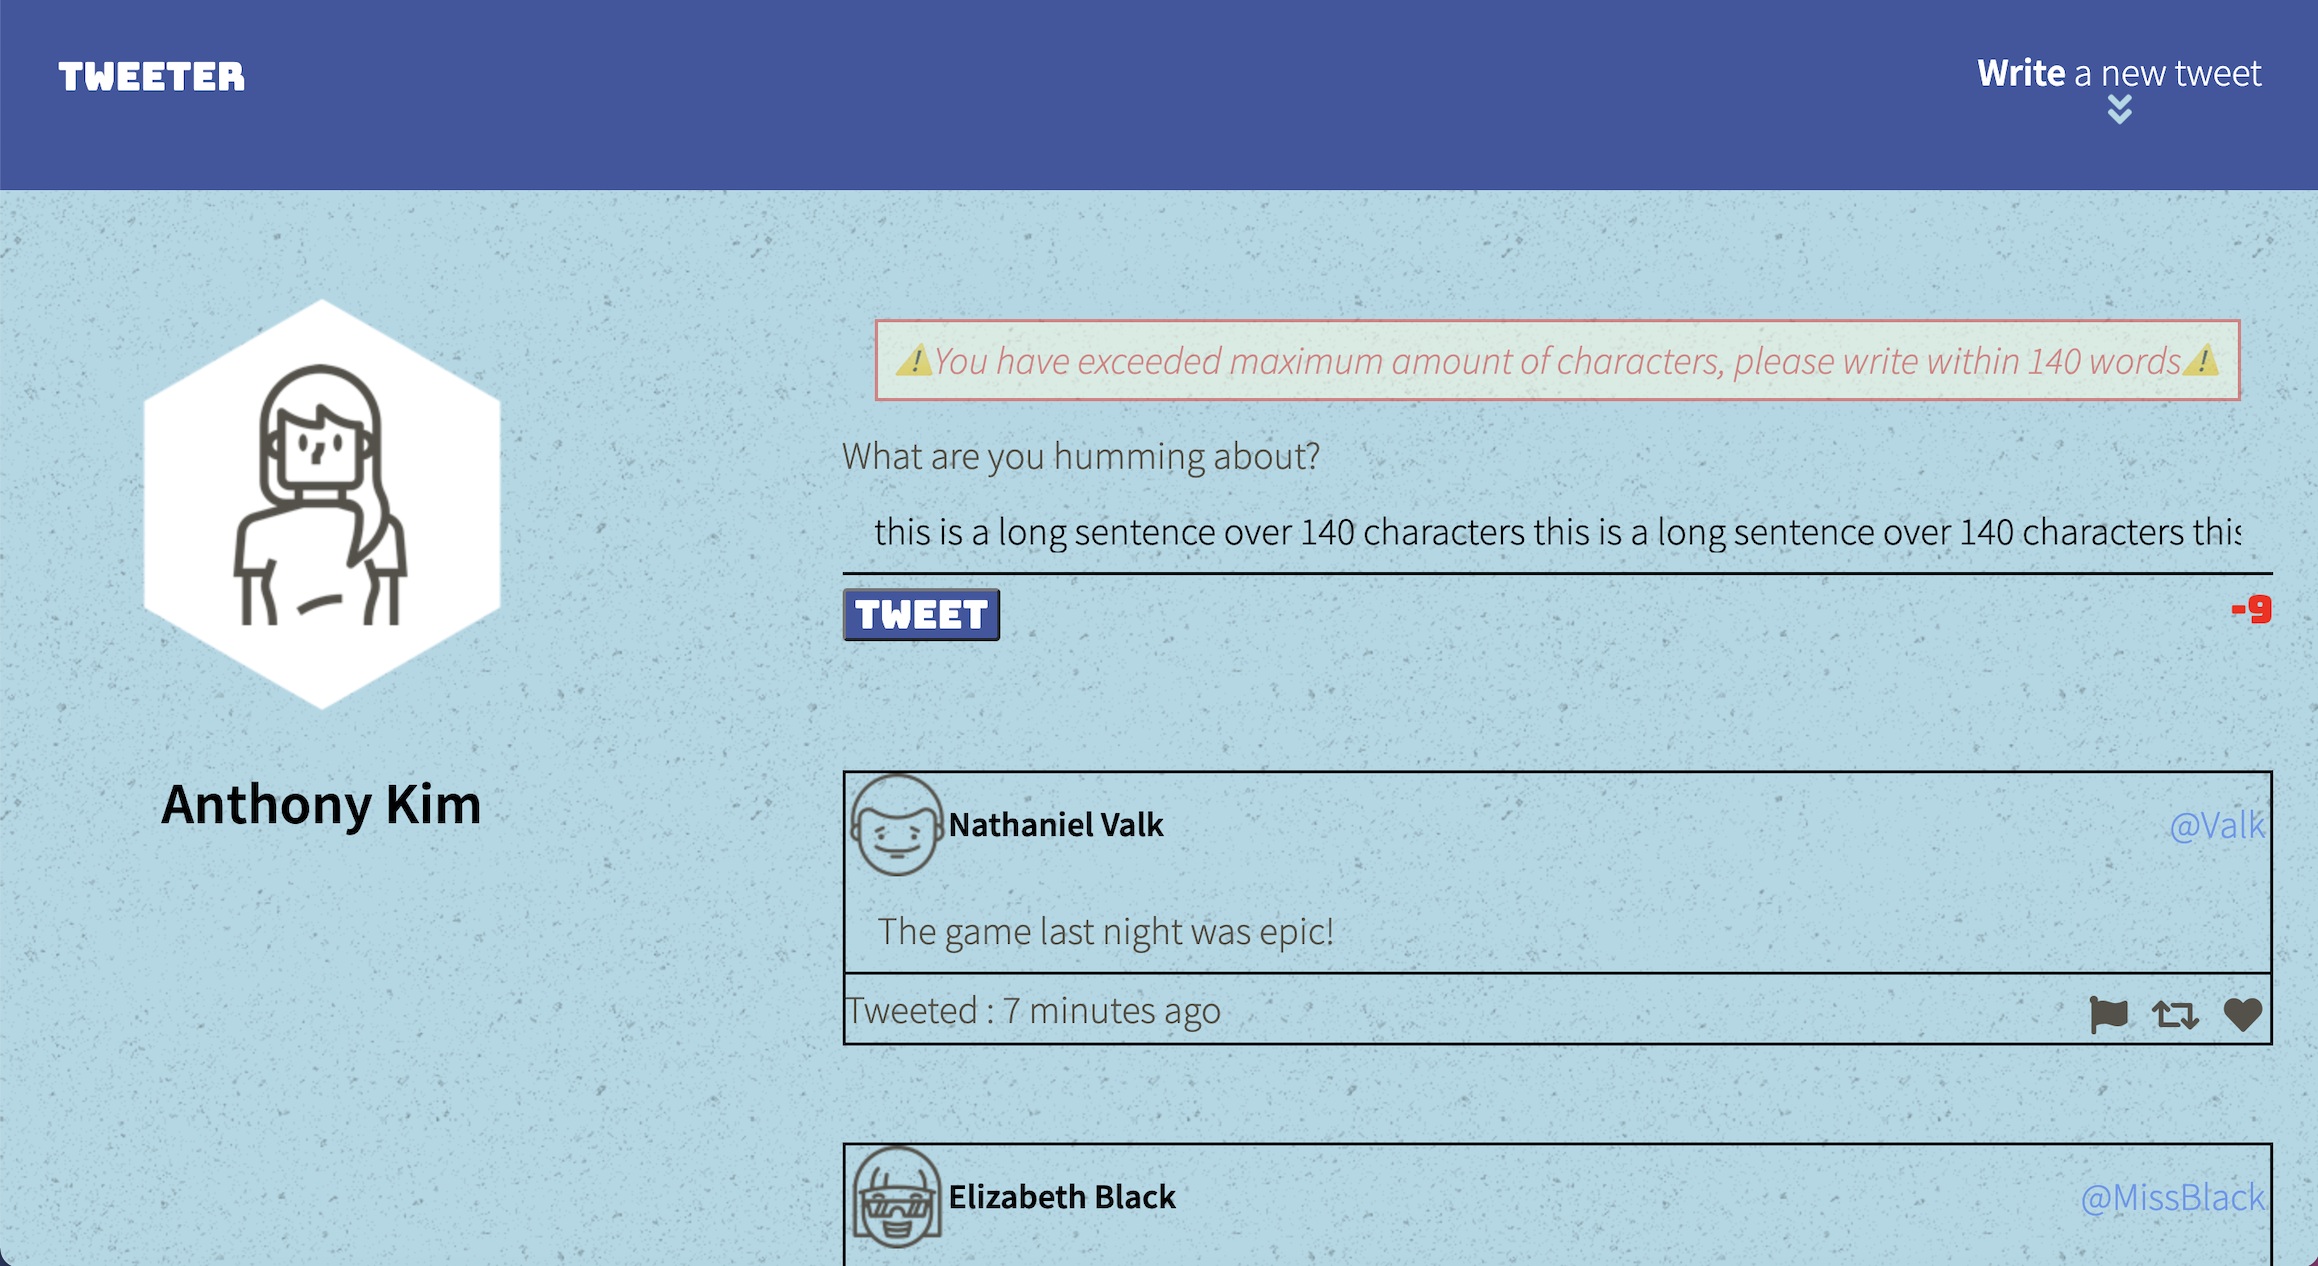 TWEETER
Write a new tweet
⚠️You have exceeded maximum amount of characters, please write within 140 words⚠️
What are you humming about?
this is a long sentence over 140 characters this is a long sentence over 140 characters this
TWEET
-9
Anthony Kim
Nathaniel Valk
@Valk
The game last night was epic!
Tweeted : 7 minutes ago
Elizabeth Black
@MissBlack